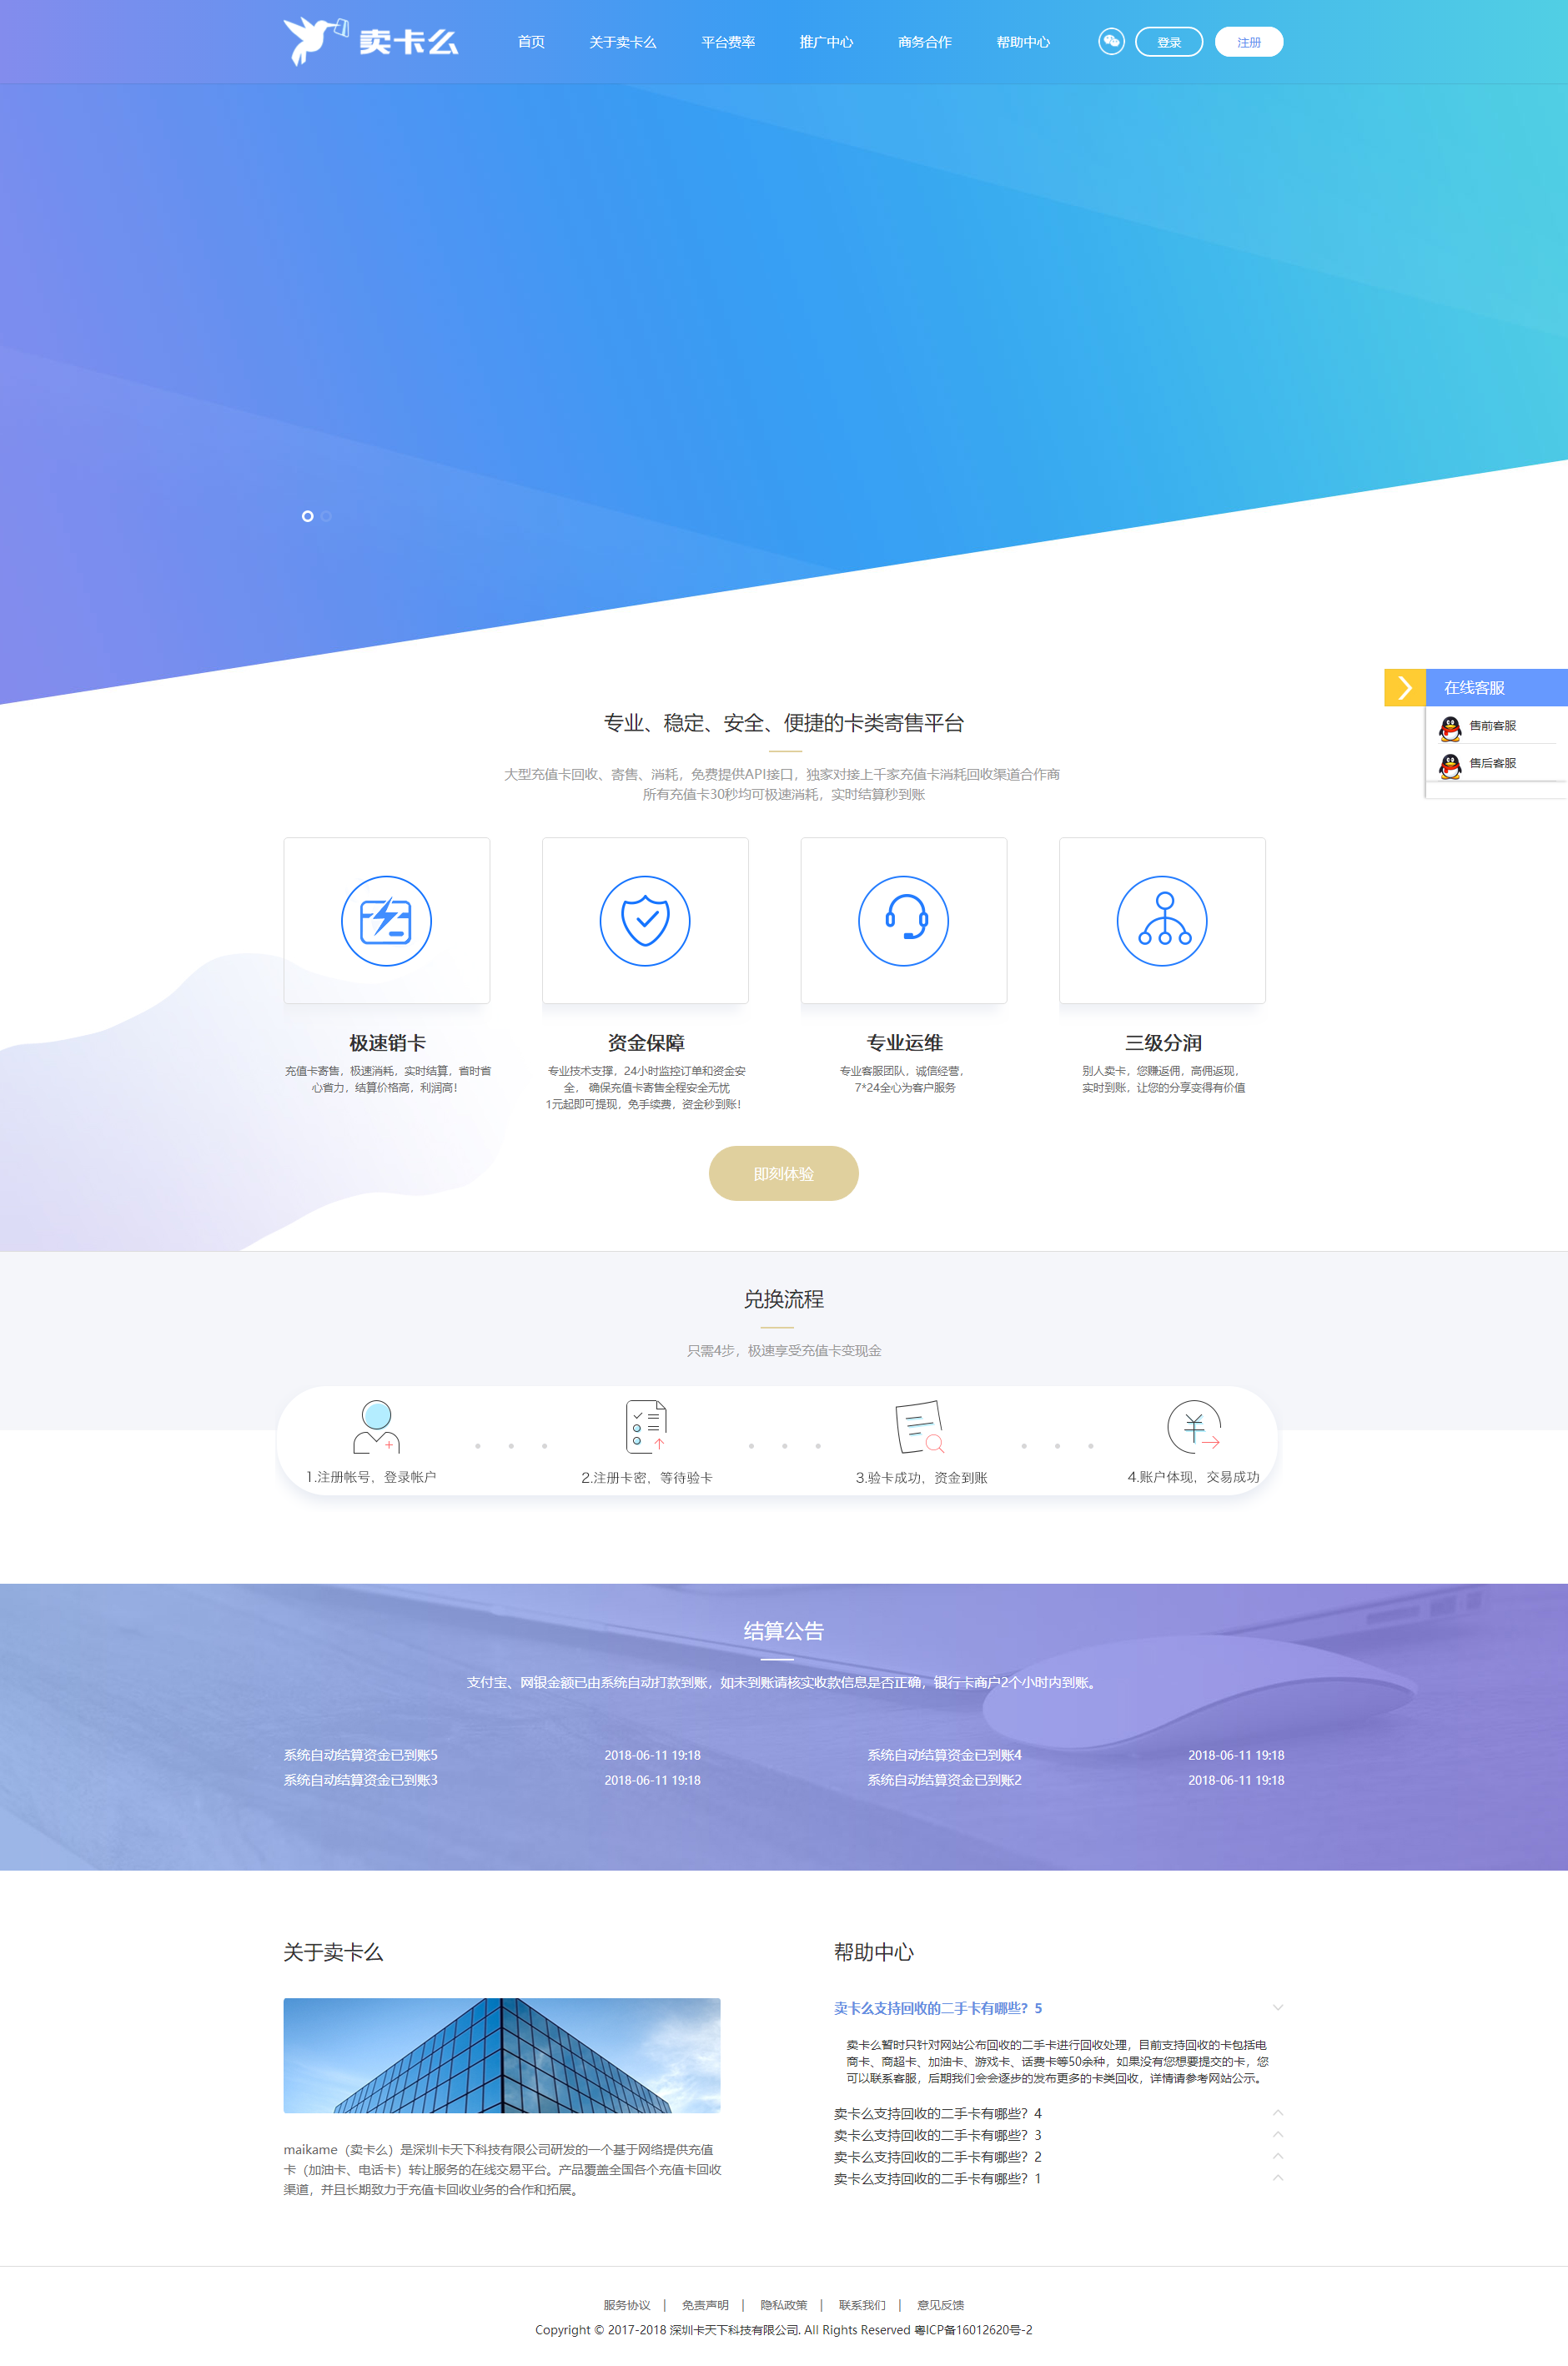 卖卡么
首页 关于卖卡么 平台费率 推广中心 商务合作 帮助中心 登录 注册
在线客服
售前客服
售后客服
专业、稳定、安全、便捷的卡类寄售平台
大型充值卡回收、寄售、消耗，免费提供API接口，独家对接上千家充值卡消耗回收渠道合作商
所有充值卡30秒均可极速消耗，实时结算秒到账
极速销卡
充值卡寄售，极速消耗，实时结算，省时省
心省力，结算价格高，利润高！
资金保障
专业技术支撑，24小时监控订单和资金安
全， 确保充值卡寄售全程安全无忧
1元起即可提现，免手续费，资金秒到账！
专业运维
专业客服团队，诚信经营，
7*24全心为客户服务
三级分润
别人卖卡，您赚返佣，高佣返现，
实时到账，让您的分享变得有价值
即刻体验
兑换流程
只需4步，极速享受充值卡变现金
1.注册帐号，登录帐户
2.注册卡密，等待验卡
3.验卡成功，资金到账
4.账户体现，交易成功
结算公告
支付宝、网银金额已由系统自动打款到账，如未到账请核实收款信息是否正确，银行卡商户2个小时内到账。
系统自动结算资金已到账5 2018-06-11 19:18 系统自动结算资金已到账4 2018-06-11 19:18
系统自动结算资金已到账3 2018-06-11 19:18 系统自动结算资金已到账2 2018-06-11 19:18
关于卖卡么
maikame（卖卡么）是深圳卡天下科技有限公司研发的一个基于网络提供充值
卡（加油卡、电话卡）转让服务的在线交易平台。产品覆盖全国各个充值卡回收
渠道，并且长期致力于充值卡回收业务的合作和拓展。
帮助中心
卖卡么支持回收的二手卡有哪些？5
卖卡么暂时只针对网站公布回收的二手卡进行回收处理，目前支持回收的卡包括电
商卡、商超卡、加油卡、游戏卡、话费卡等50余种，如果没有您想要提交的卡，您
可以联系客服，后期我们会会逐步的发布更多的卡类回收，详情请参考网站公示。
卖卡么支持回收的二手卡有哪些？4
卖卡么支持回收的二手卡有哪些？3
卖卡么支持回收的二手卡有哪些？2
卖卡么支持回收的二手卡有哪些？1
服务协议 | 免责声明 | 隐私政策 | 联系我们 | 意见反馈
Copyright © 2017-2018 深圳卡天下科技有限公司. All Rights Reserved 粤ICP备16012620号-2